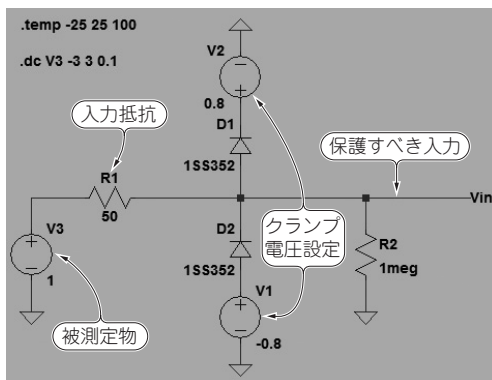 .temp -25 25 100
.dc V3 -3 3 0.1
V2
0.8
入力抵抗
D1
1SS352
保護すべき入力
R1
50
Vin
V3
1
D2
1SS352
クランプ
電圧設定
R2
1meg
V1
-0.8
被測定物